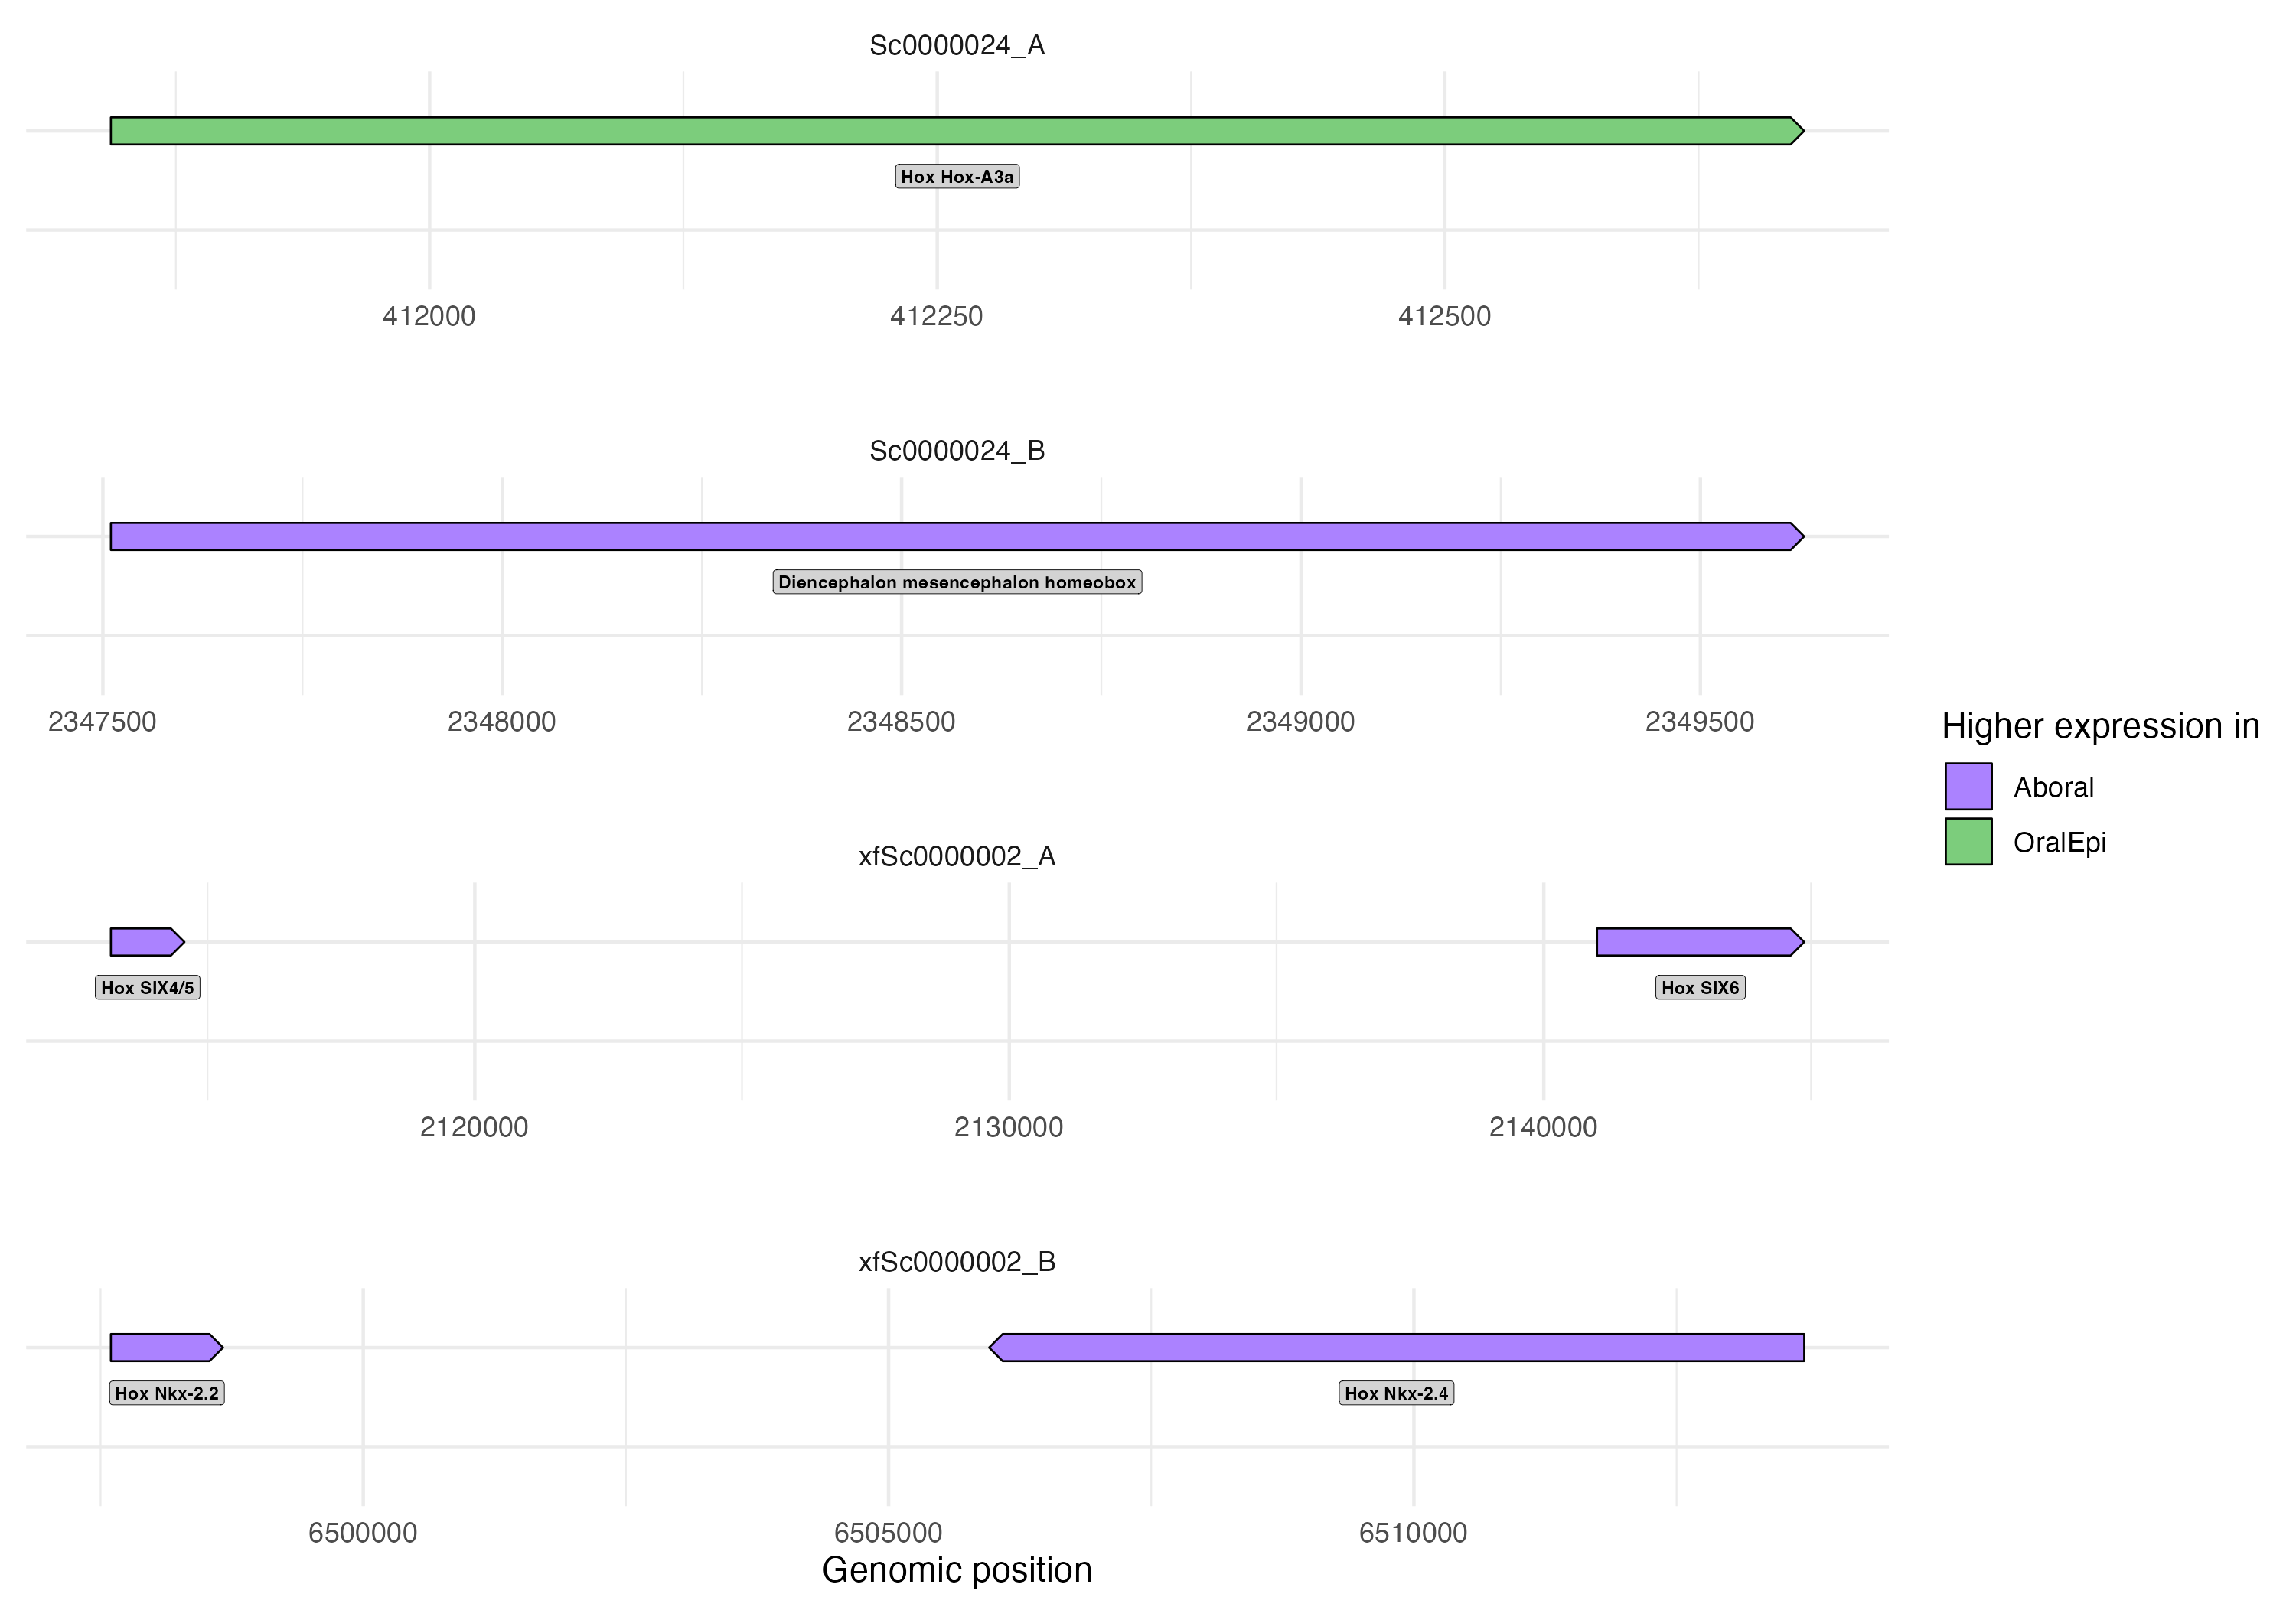 Sc0000024_A
Hox Hox-A3a
412000 412250 412500
Sc0000024_B
Diencephalon mesencephalon homeobox
2347500 2348000 2348500 2349000 2349500
Higher expression in
Aboral
OralEpi
xfSc0000002_A
Hox SIX4/5 Hox SIX6
2120000 2130000 2140000
xfSc0000002_B
Hox Nkx-2.2 Hox Nkx-2.4
6500000 6505000 6510000
Genomic position